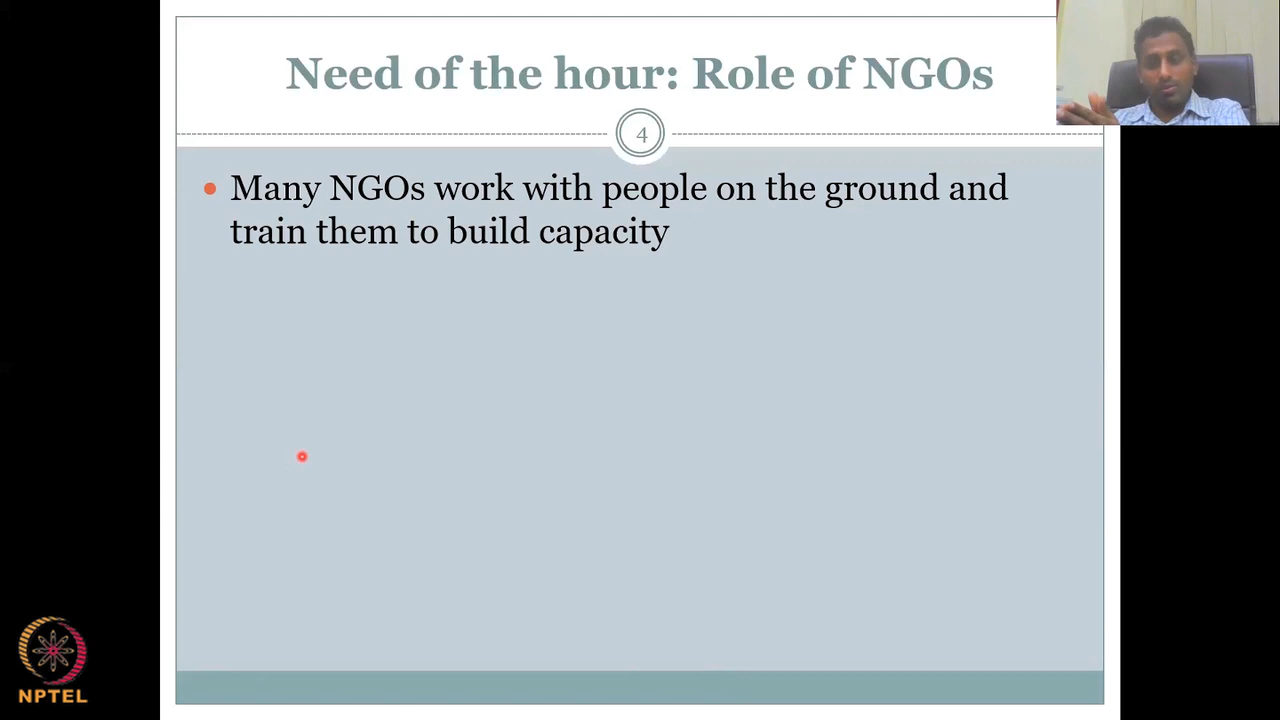 Need of the hour: Role of NGOs
4
• Many NGOs work with people on the ground and
train them to build capacity
NPTEL